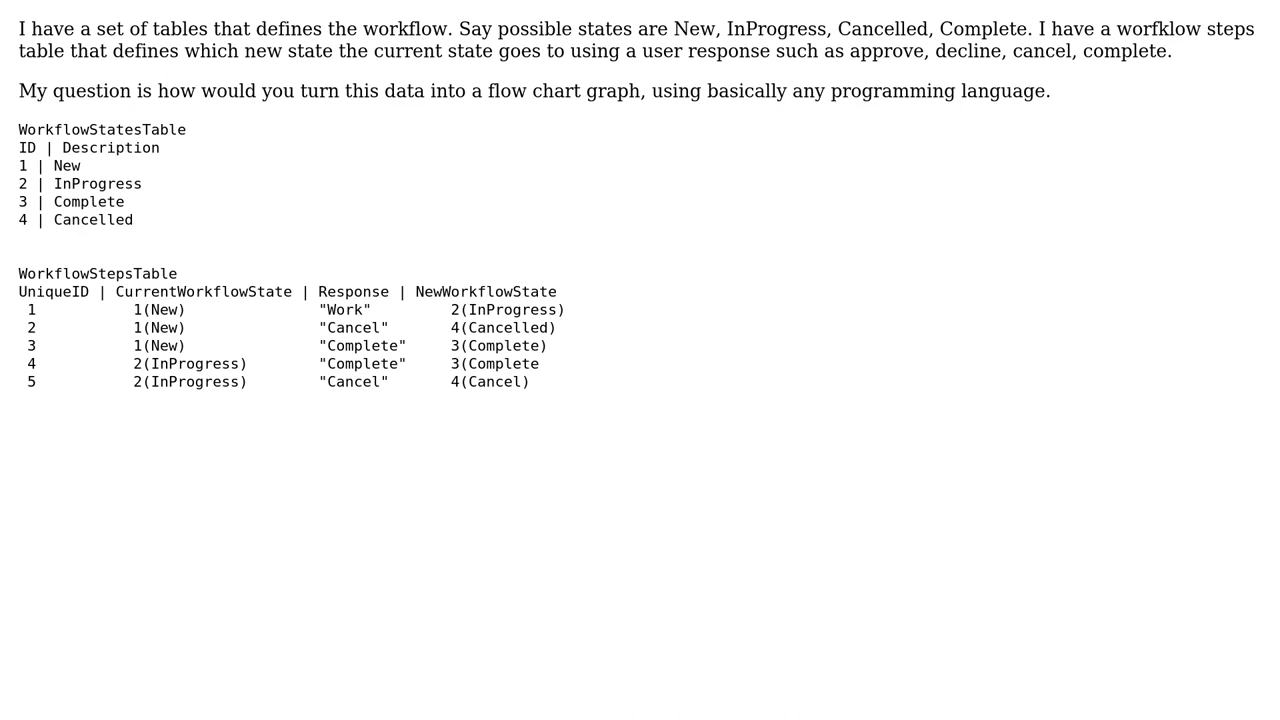 I have a set of tables that defines the workflow. Say possible states are New, InProgress, Cancelled, Complete. I have a worfklow steps
table that defines which new state the current state goes to using a user response such as approve, decline, cancel, complete.
My question is how would you turn this data into a flow chart graph, using basically any programming language.
WorkflowStatesTable
ID | Description
1 | New
2 | InProgress
3 | Complete
4 | Cancelled
WorkflowStepsTable
UniqueID | CurrentWorkflowState | Response | NewWorkflowState
1 1(New) "Work" 2(InProgress)
2 1(New) "Cancel" 4(Cancelled)
3 1(New) "Complete" 3(Complete)
4 2(InProgress) "Complete" 3(Complete
5 2(InProgress) "Cancel" 4(Cancel)